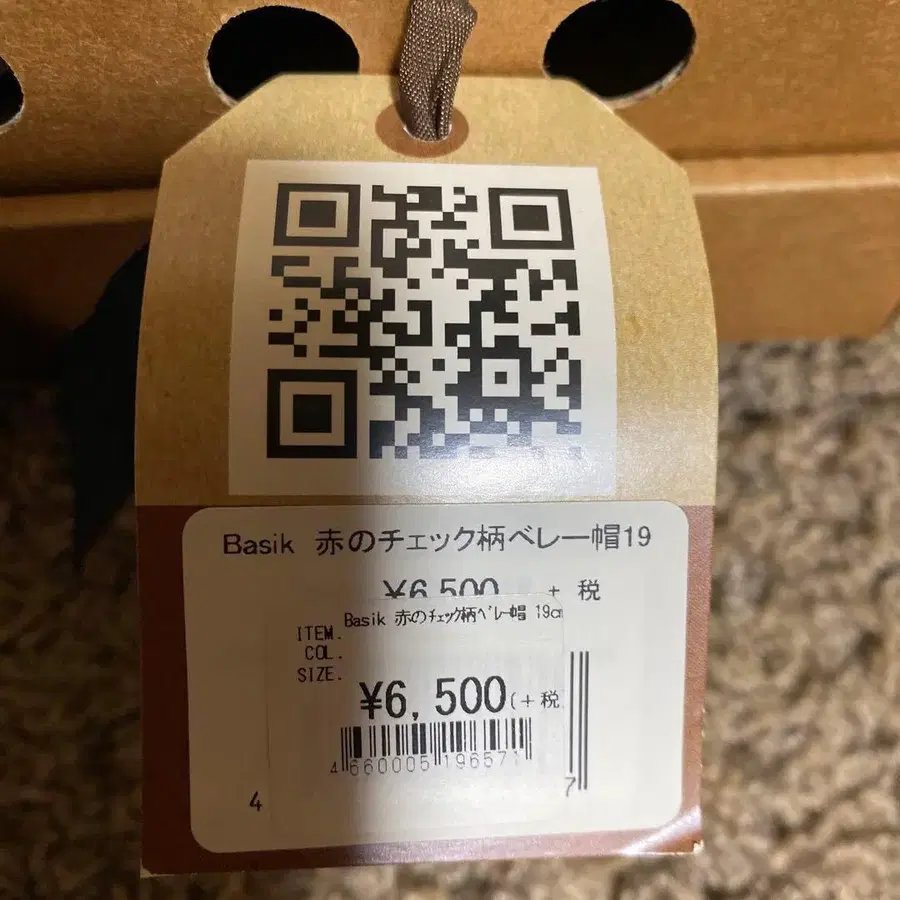 Basik 赤のチェック柄ベレー帽19
¥6,500 + 税
Basik 赤のﾁｪｯｸ柄ﾍﾞﾚｰ帽 19cm
ITEM.
COL.
SIZE.
¥6,500(+税
4 660005 196571
4 7